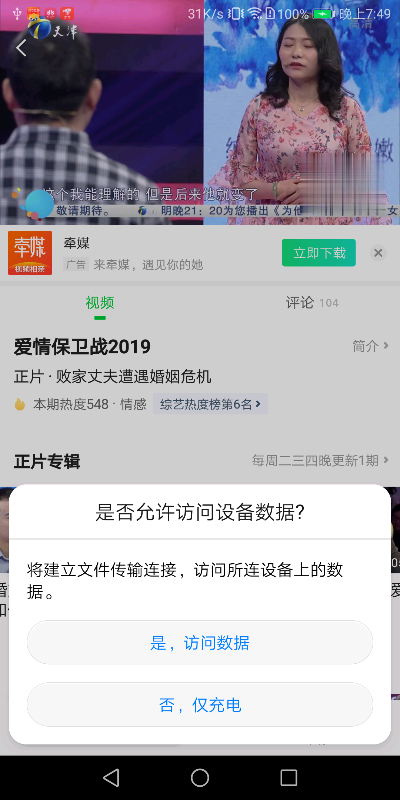 31K/s 100% 晚上7:49
天津
这个我能理解的 但是后来他就变了
敬请期待。 明晚21：20为您播出《为他
女
牵媒
视频相亲
牵媒
广告 来牵媒，遇见你的她
立即下载
视频
评论 104
爱情保卫战2019
简介
正片 · 败家丈夫遭遇婚姻危机
本期热度548 · 情感 综艺热度榜第6名
正片专辑
每周二三四晚更新1期
是否允许访问设备数据?
将建立文件传输连接，访问所连设备上的数
据。
是，访问数据
否，仅充电